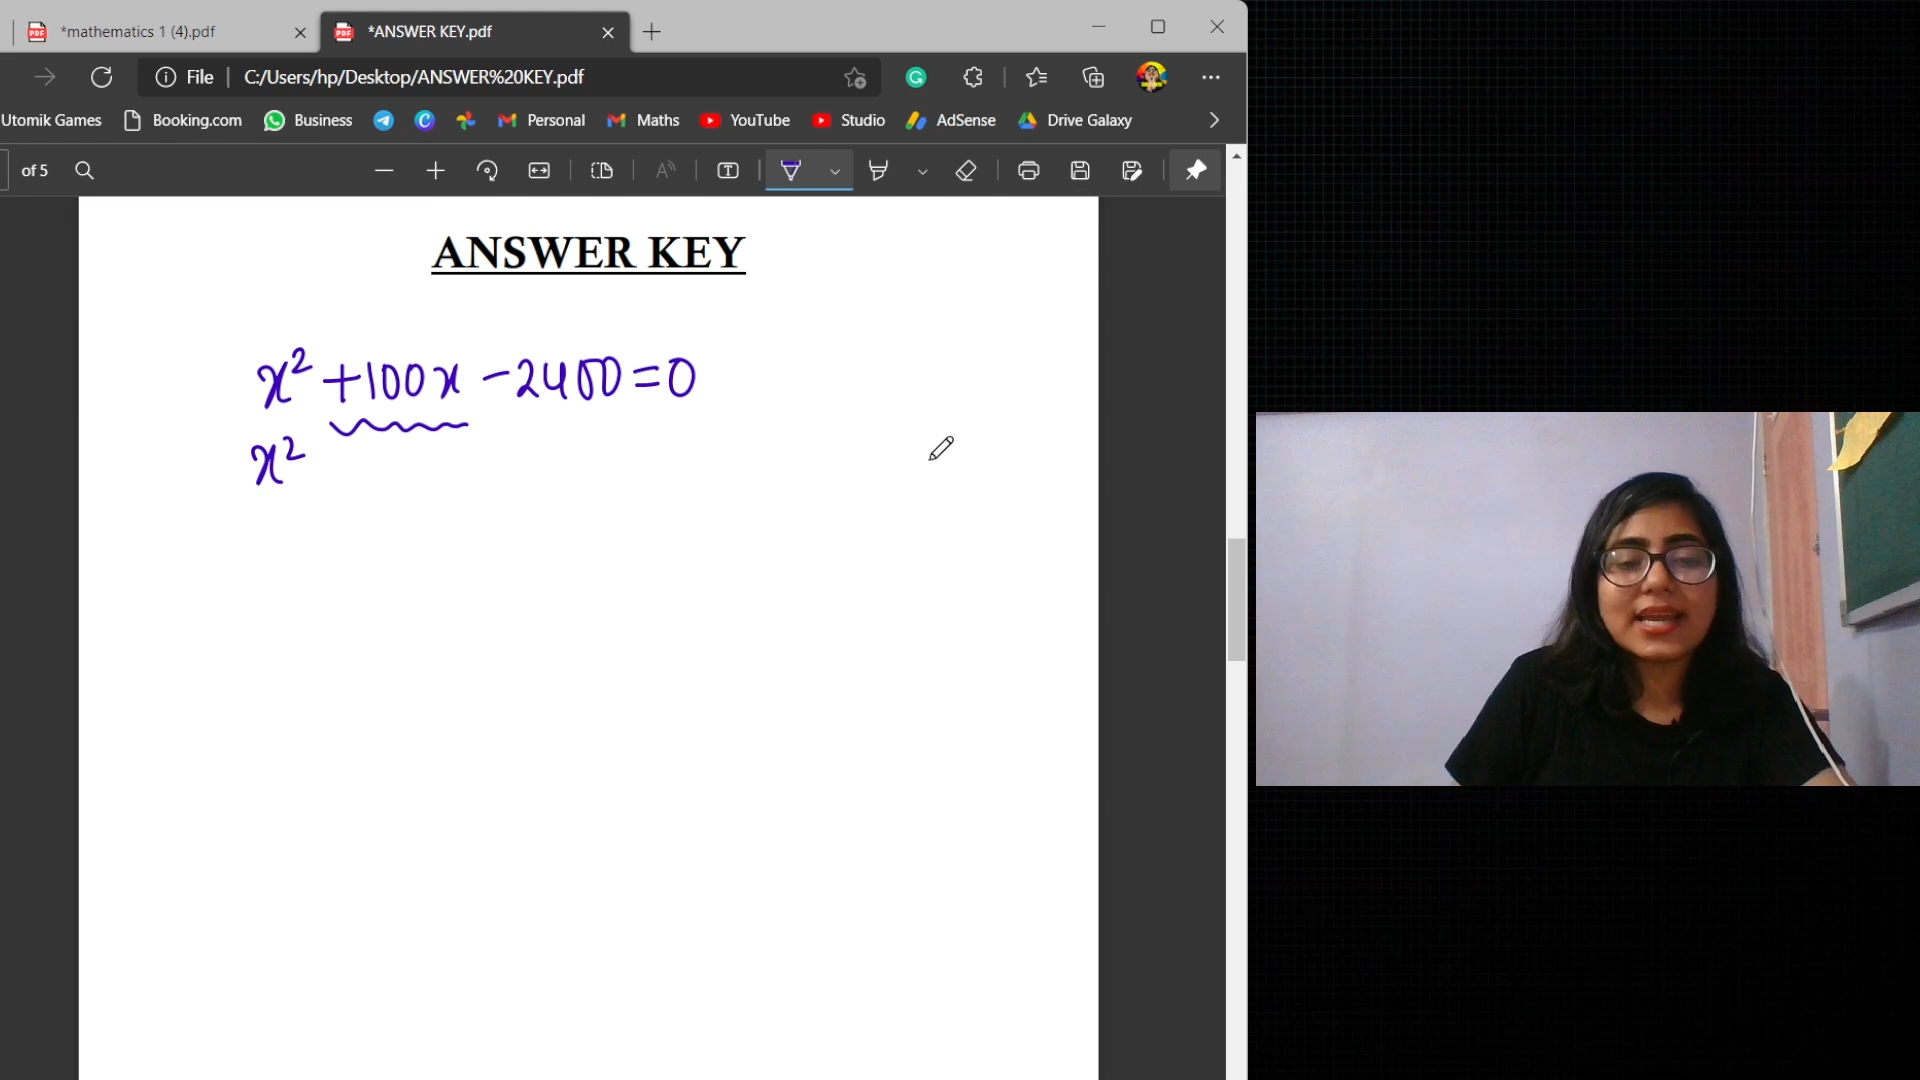 *mathematics 1 (4).pdf
*ANSWER KEY.pdf
File
C:/Users/hp/Desktop/ANSWER%20KEY.pdf
Utomik Games
Booking.com
Business
Personal
Maths
YouTube
Studio
AdSense
Drive Galaxy
of 5
ANSWER KEY
x² +100x -2400=0
x²